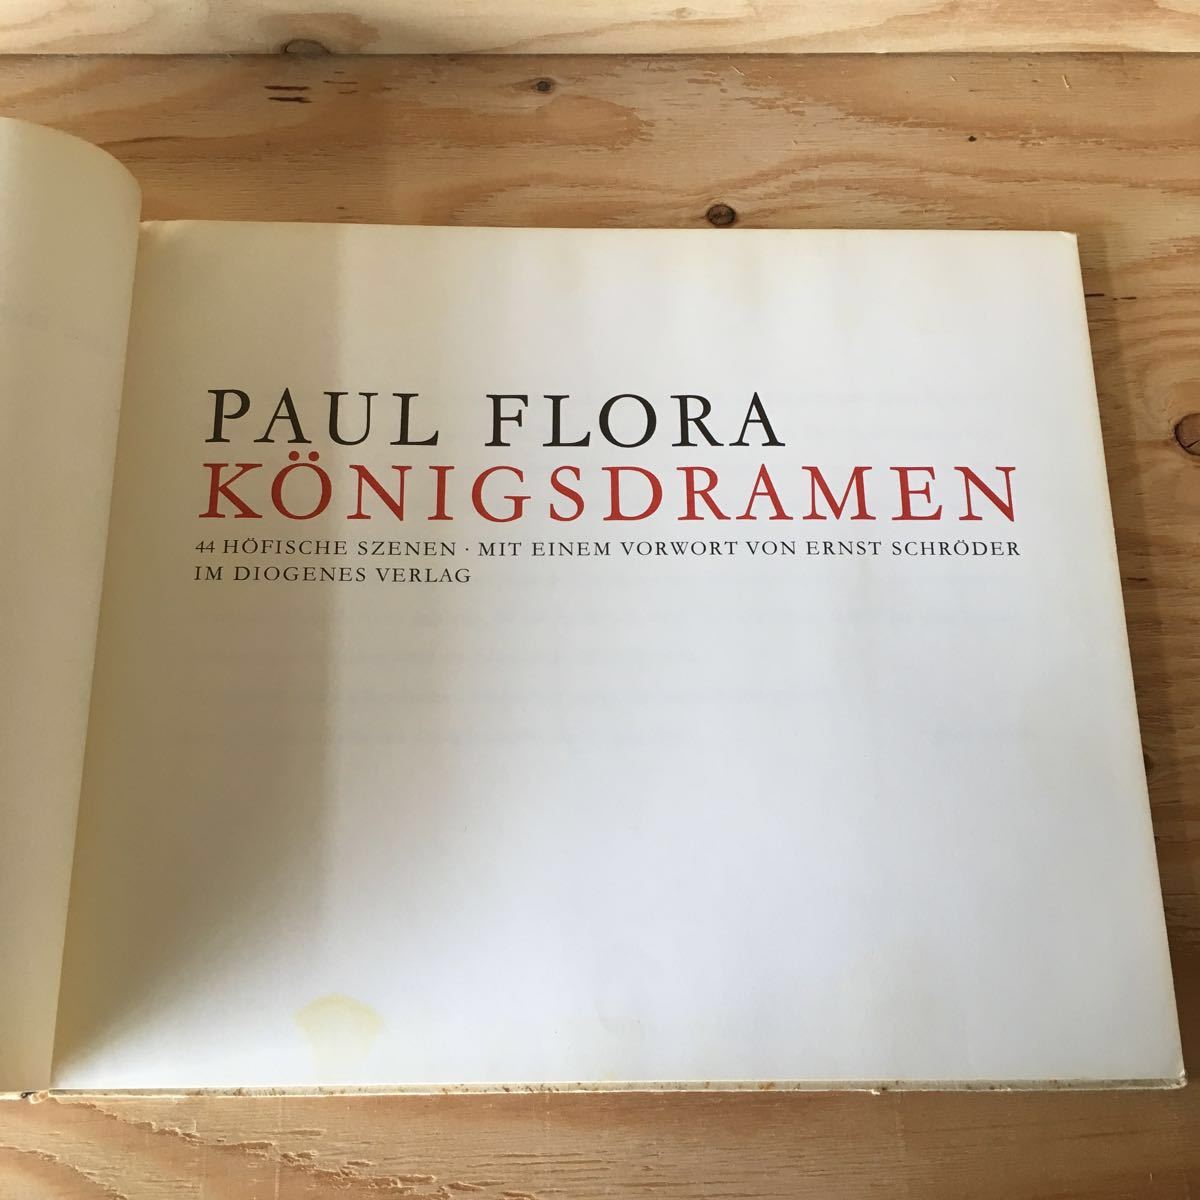 PAUL FLORA
KÖNIGSDRAMEN
44 HÖFISCHE SZENEN · MIT EINEM VORWORT VON ERNST SCHRÖDER
IM DIOGENES VERLAG